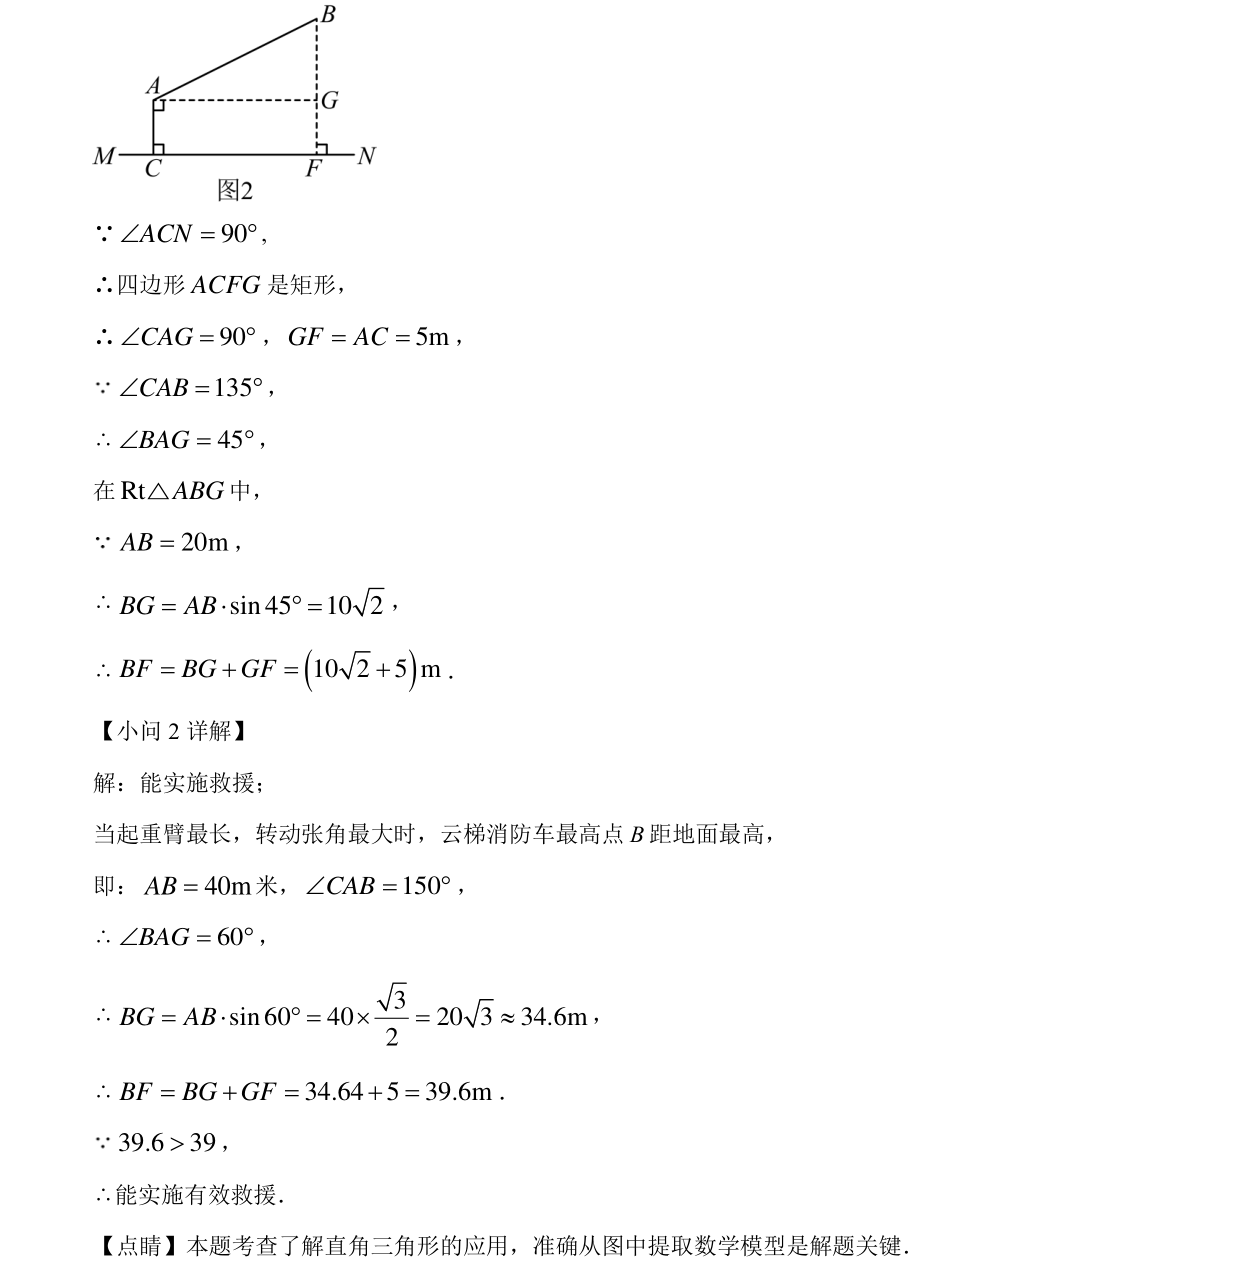 B
A
G
M
C
F
N
图2
∵∠ACN = 90°,
∴四边形 ACFG 是矩形，
∴∠CAG = 90°，GF = AC = 5m，
∵∠CAB = 135°，
∴∠BAG = 45°，
在 Rt△ABG 中，
∵ AB = 20m，
∴ BG = AB·sin 45° = 10√2，
∴ BF = BG + GF = (10√2 + 5)m．
【小问 2 详解】
解：能实施救援；
当起重臂最长，转动张角最大时，云梯消防车最高点 B 距地面最高，
即：AB = 40m 米，∠CAB = 150°，
∴∠BAG = 60°，
∴ BG = AB·sin 60° = 40×√3/2 = 20√3 ≈ 34.6m，
∴ BF = BG + GF = 34.64 + 5 = 39.6m．
∵ 39.6 > 39，
∴能实施有效救援．
【点睛】本题考查了解直角三角形的应用，准确从图中提取数学模型是解题关键．